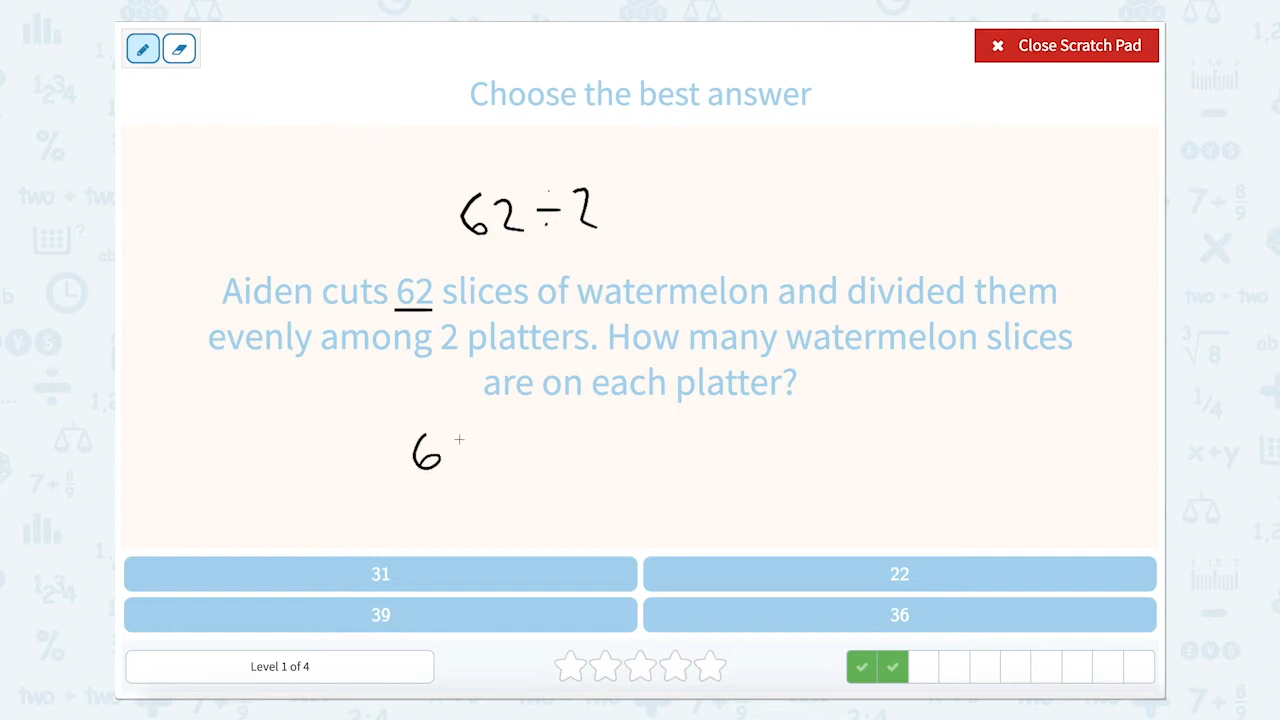 Close Scratch Pad
Choose the best answer
62 ÷ 2
Aiden cuts 62 slices of watermelon and divided them
evenly among 2 platters. How many watermelon slices
are on each platter?
6
31
22
39
36
Level 1 of 4